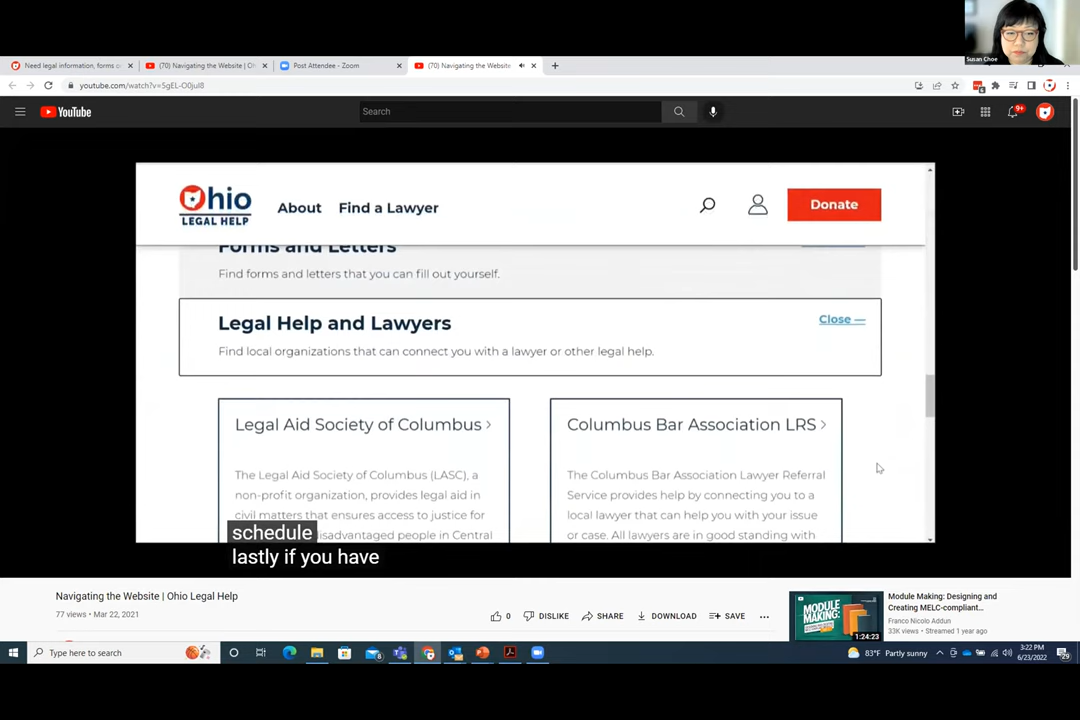 Susan Choe
Need legal information, forms o
(70) Navigating the Website | Oh
Post Attendee - Zoom
(70) Navigating the Website
youtube.com/watch?v=5gEL-O0juI8
YouTube
Search
9+
Ohio
LEGAL HELP
About
Find a Lawyer
Donate
Forms and Letters
Find forms and letters that you can fill out yourself.
Legal Help and Lawyers
Close —
Find local organizations that can connect you with a lawyer or other legal help.
Legal Aid Society of Columbus >
The Legal Aid Society of Columbus (LASC), a
non-profit organization, provides legal aid in
civil matters that ensures access to justice for
disadvantaged people in Central
Columbus Bar Association LRS >
The Columbus Bar Association Lawyer Referral
Service provides help by connecting you to a
local lawyer that can help you with your issue
or case. All lawyers are in good standing with
schedule
lastly if you have
Navigating the Website | Ohio Legal Help
77 views • Mar 22, 2021
0
DISLIKE
SHARE
DOWNLOAD
SAVE
MODULE
MAKING:
1:24:23
Module Making: Designing and
Creating MELC-compliant...
Franco Nicolo Addun
33K views • Streamed 1 year ago
Type here to search
83°F Partly sunny
3:22 PM
6/23/2022
29